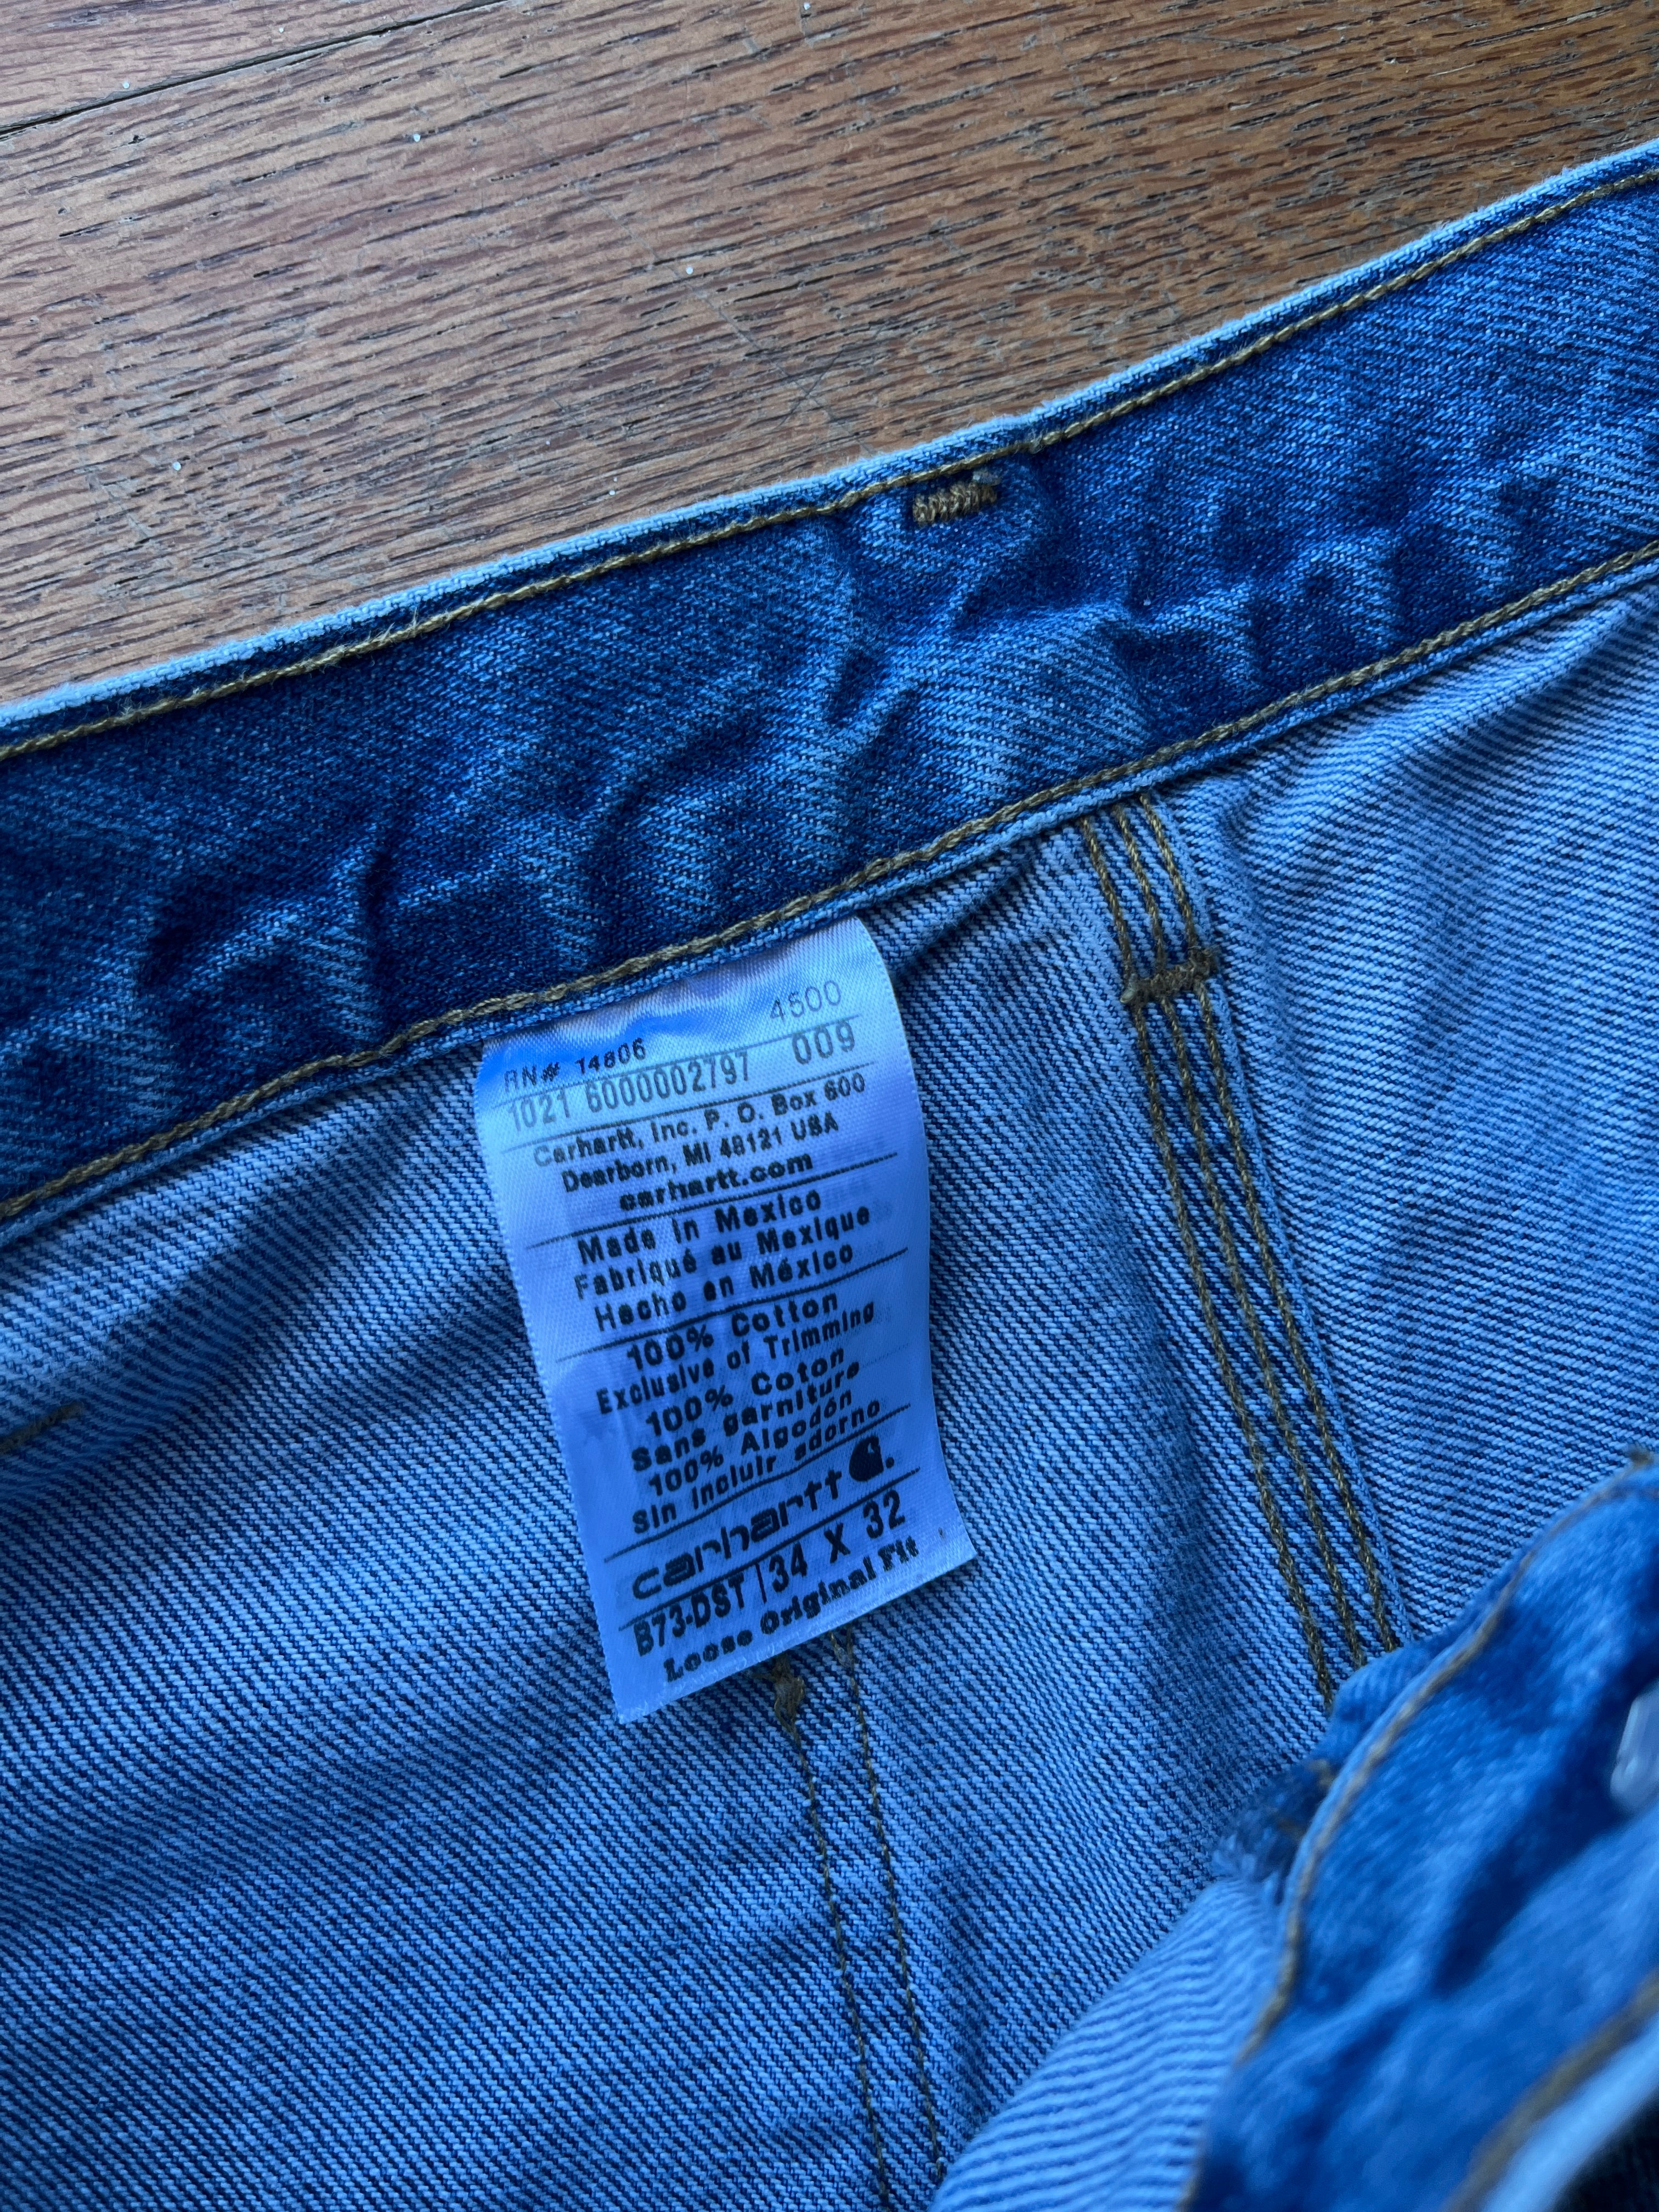 4500
RN# 14806
1021 6000002797 009
Carhartt, Inc. P. O. Box 600
Dearborn, MI 48121 USA
carhartt.com
Made in Mexico
Fabriqué au Mexique
Hecho en México
100% Cotton
Exclusive of Trimming
100% Coton
Sans garniture
100% Algodón
Sin incluir adorno
carhartt
B73-DST 34 X 32
Loose Original Fit